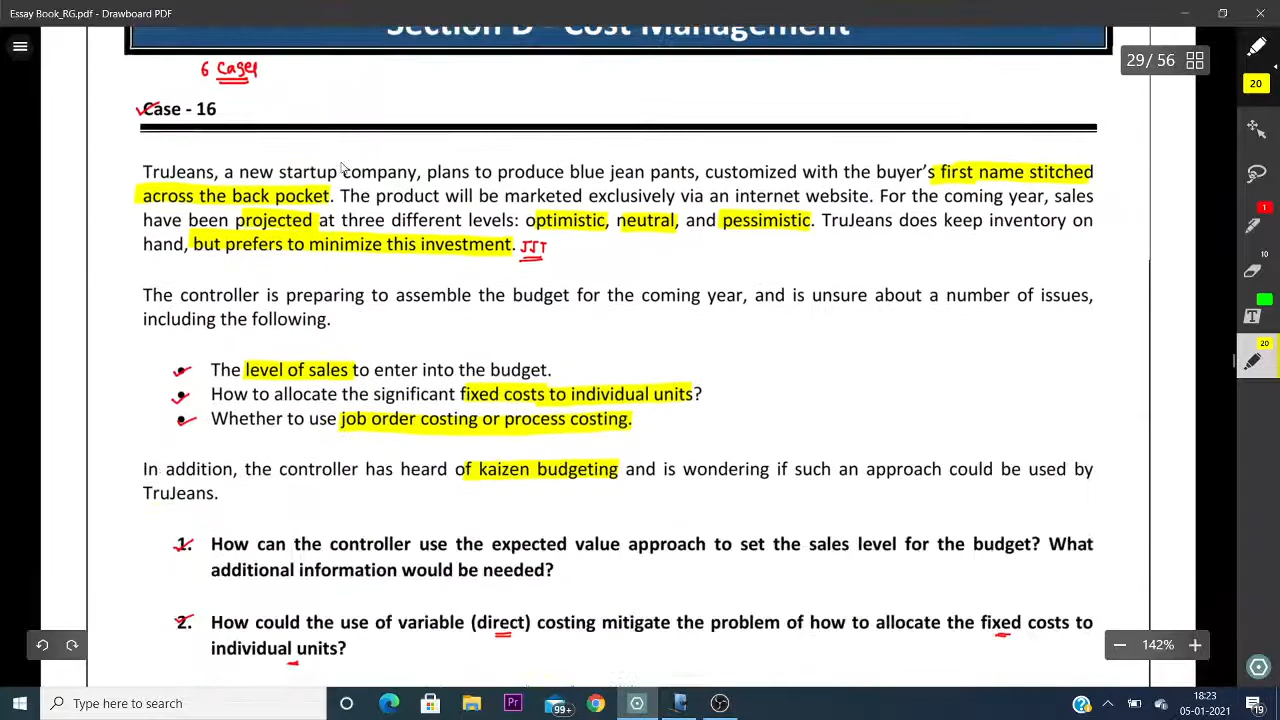 Essay Book_RG.pdf - Drawboard PDF
Section D - Cost Management
6 Cases
29 / 56
20
Case - 16
TruJeans, a new startup company, plans to produce blue jean pants, customized with the buyer's first name stitched
across the back pocket. The product will be marketed exclusively via an internet website. For the coming year, sales
have been projected at three different levels: optimistic, neutral, and pessimistic. TruJeans does keep inventory on
hand, but prefers to minimize this investment. JIT
1
The controller is preparing to assemble the budget for the coming year, and is unsure about a number of issues,
including the following.
T
20
• The level of sales to enter into the budget.
• How to allocate the significant fixed costs to individual units?
• Whether to use job order costing or process costing.
In addition, the controller has heard of kaizen budgeting and is wondering if such an approach could be used by
TruJeans.
1. How can the controller use the expected value approach to set the sales level for the budget? What
additional information would be needed?
2. How could the use of variable (direct) costing mitigate the problem of how to allocate the fixed costs to
individual units?
142%
Type here to search
Pr
99+
18:23
05-01-2021
19